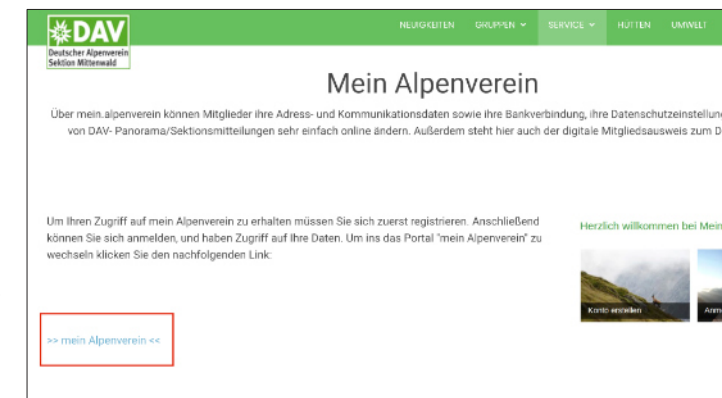 DAV
Deutscher Alpenverein
Sektion Mittenwald
NEUIGKEITEN GRUPPEN SERVICE HÜTTEN UMWELT
Mein Alpenverein
Über mein.alpenverein können Mitglieder ihre Adress- und Kommunikationsdaten sowie ihre Bankverbindung, ihre Datenschutzeinstellun
von DAV- Panorama/Sektionsmitteilungen sehr einfach online ändern. Außerdem steht hier auch der digitale Mitgliedsausweis zum D
Um Ihren Zugriff auf mein Alpenverein zu erhalten müssen Sie sich zuerst registrieren. Anschließend
können Sie sich anmelden, und haben Zugriff auf Ihre Daten. Um ins das Portal "mein Alpenverein" zu
wechseln klicken Sie den nachfolgenden Link:
>> mein Alpenverein <<
Herzlich willkommen bei Mein
Konto erstellen Anm